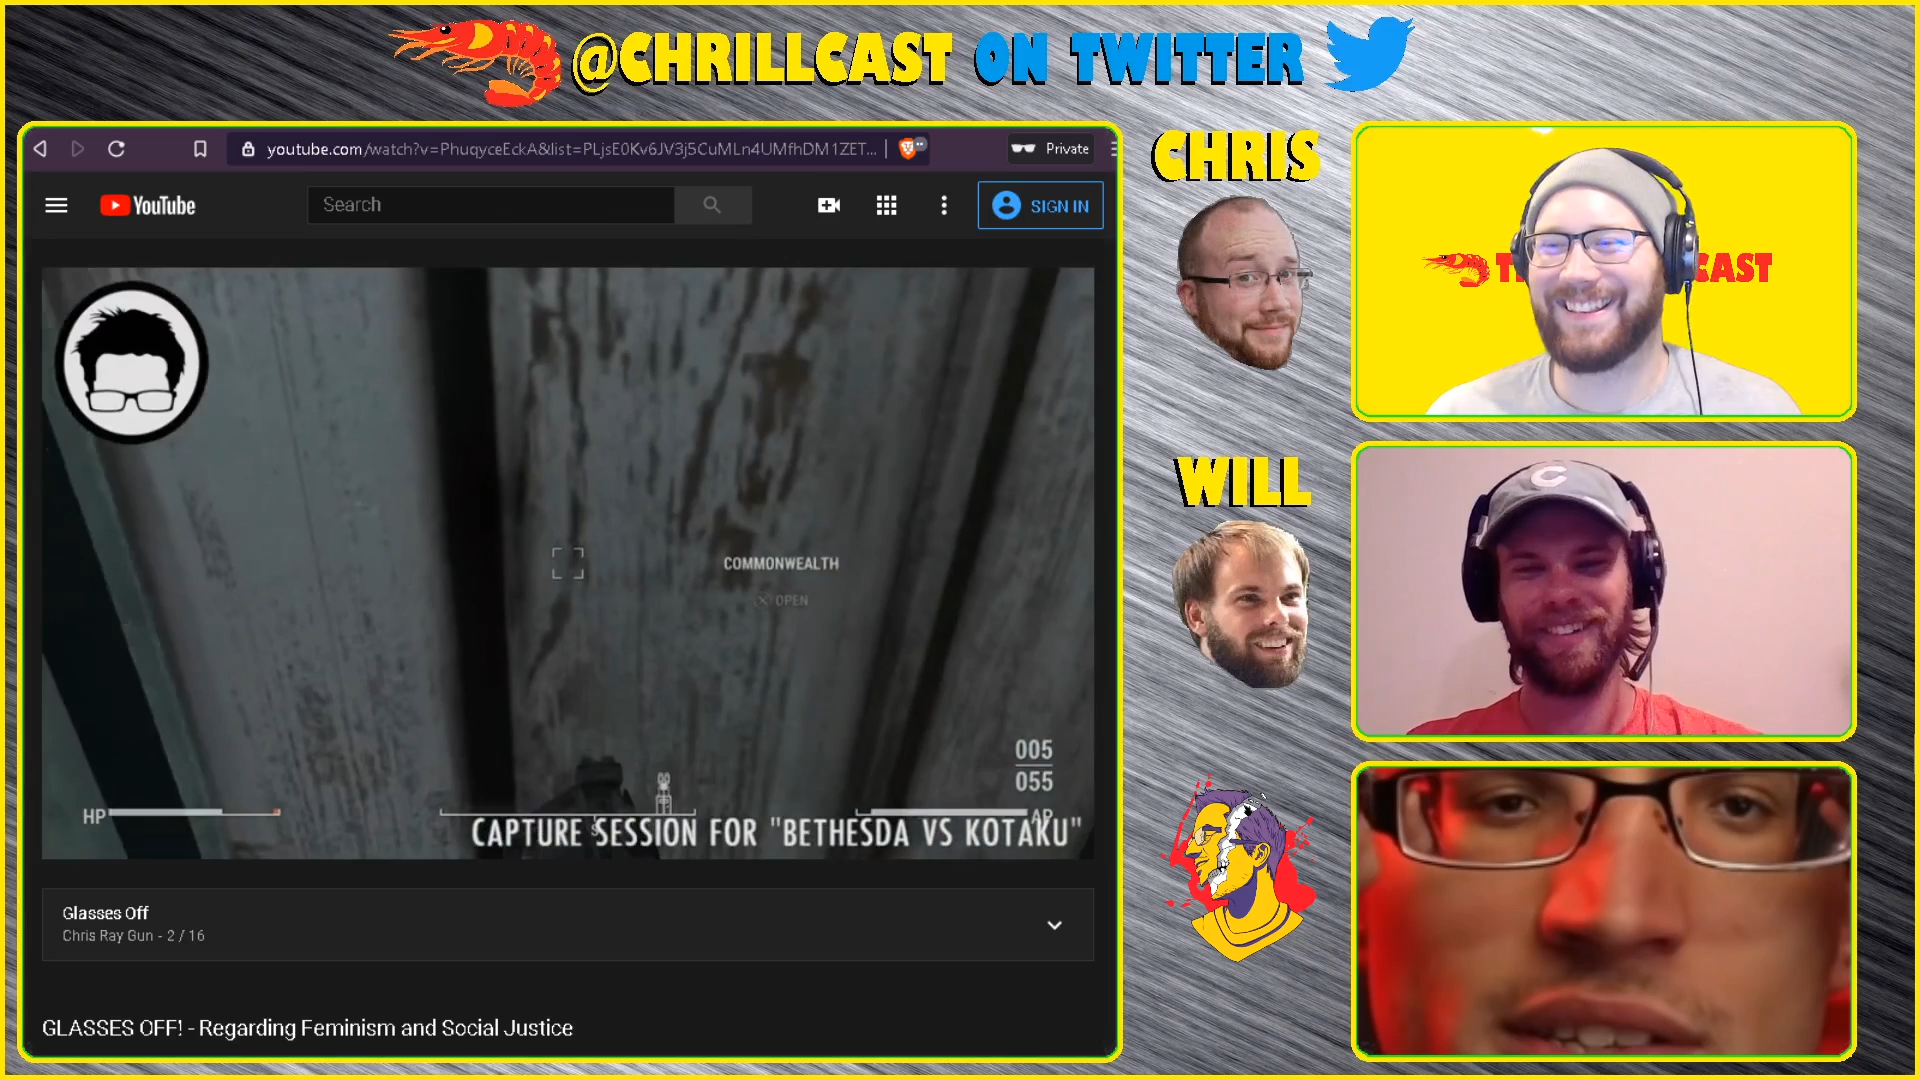 @CHRILLCAST ON TWITTER
youtube.com/watch?v=PhuqyceEckA&list=PLjsE0Kv6JV3j5CuMLn4UMfhDM1ZET...
Private
YouTube
Search
SIGN IN
COMMONWEALTH
OPEN
005
055
HP
AP
CAPTURE SESSION FOR "BETHESDA VS KOTAKU"
Glasses Off
Chris Ray Gun - 2 / 16
GLASSES OFF! - Regarding Feminism and Social Justice
CHRIS
CAST
WILL
C